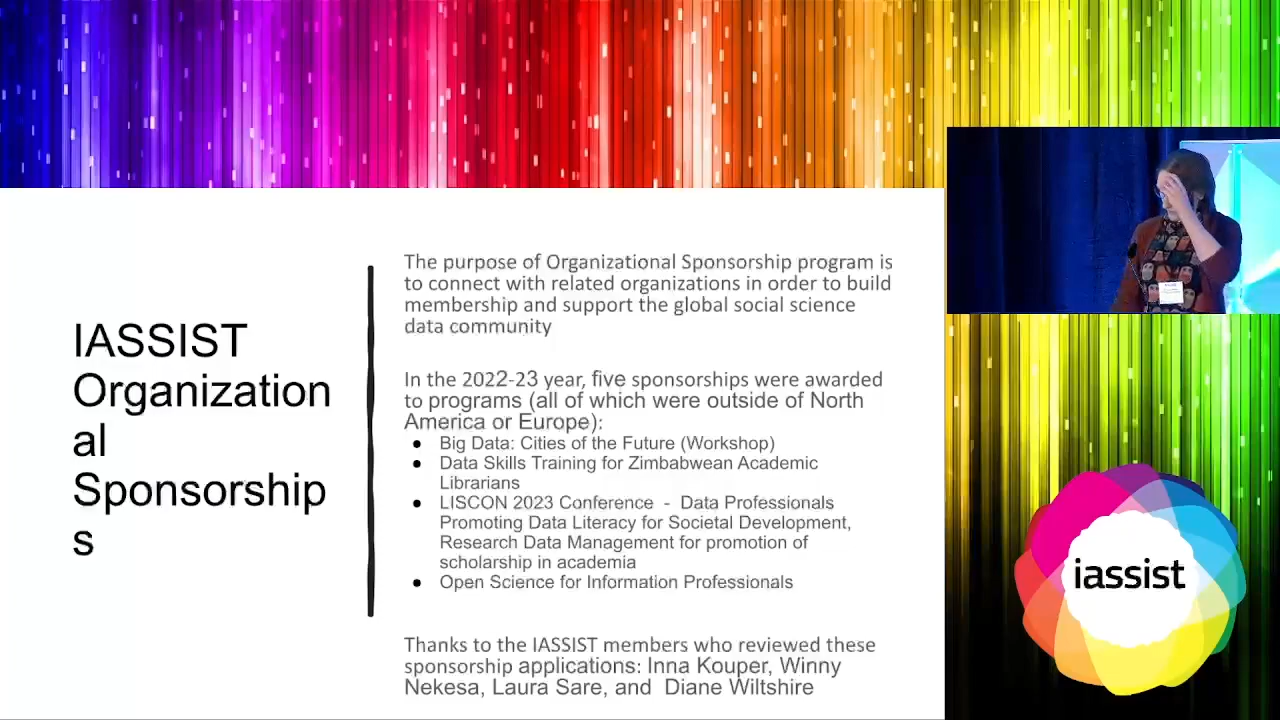 IASSIST
Organization
al
Sponsorship
s
The purpose of Organizational Sponsorship program is
to connect with related organizations in order to build
membership and support the global social science
data community
In the 2022-23 year, five sponsorships were awarded
to programs (all of which were outside of North
America or Europe):
● Big Data: Cities of the Future (Workshop)
● Data Skills Training for Zimbabwean Academic
Librarians
● LISCON 2023 Conference - Data Professionals
Promoting Data Literacy for Societal Development,
Research Data Management for promotion of
scholarship in academia
● Open Science for Information Professionals
Thanks to the IASSIST members who reviewed these
sponsorship applications: Inna Kouper, Winny
Nekesa, Laura Sare, and Diane Wiltshire
iassist